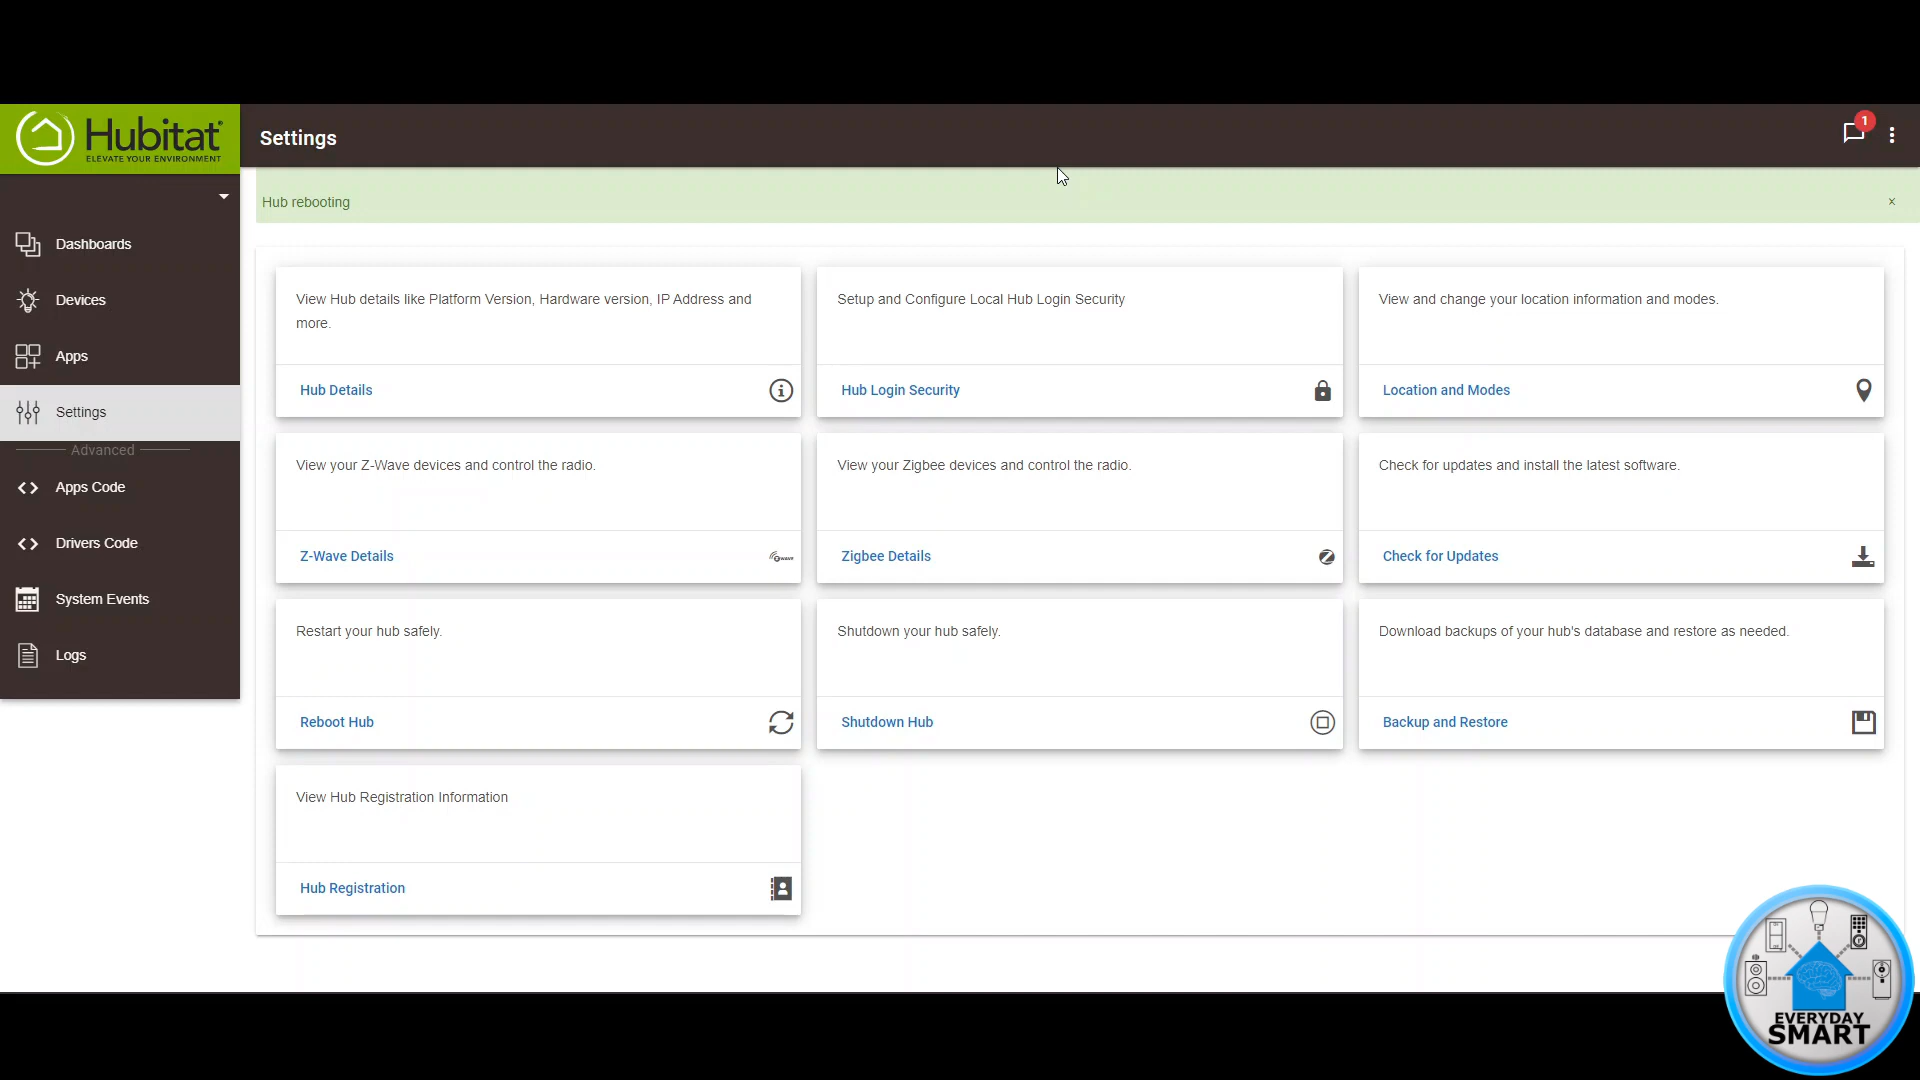 Hubitat
ELEVATE YOUR ENVIRONMENT
Settings
1
Hub rebooting
x
Dashboards
Devices
Apps
Settings
Advanced
Apps Code
Drivers Code
System Events
Logs
View Hub details like Platform Version, Hardware version, IP Address and
more.
Hub Details
Setup and Configure Local Hub Login Security
Hub Login Security
View and change your location information and modes.
Location and Modes
View your Z-Wave devices and control the radio.
Z-Wave Details
View your Zigbee devices and control the radio.
Zigbee Details
Check for updates and install the latest software.
Check for Updates
Restart your hub safely.
Reboot Hub
Shutdown your hub safely.
Shutdown Hub
Download backups of your hub's database and restore as needed.
Backup and Restore
View Hub Registration Information
Hub Registration
EVERYDAY
SMART